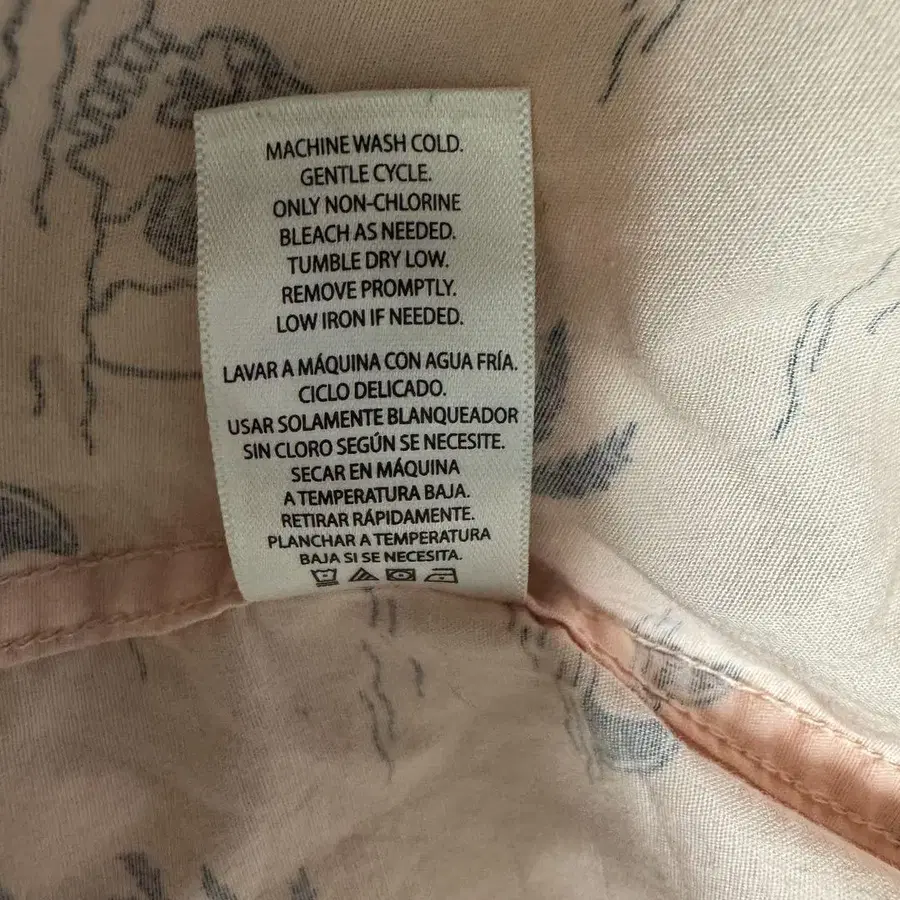 MACHINE WASH COLD.
GENTLE CYCLE.
ONLY NON-CHLORINE
BLEACH AS NEEDED.
TUMBLE DRY LOW.
REMOVE PROMPTLY.
LOW IRON IF NEEDED.
LAVAR A MÁQUINA CON AGUA FRÍA.
CICLO DELICADO.
USAR SOLAMENTE BLANQUEADOR
SIN CLORO SEGÚN SE NECESITE.
SECAR EN MÁQUINA
A TEMPERATURA BAJA.
RETIRAR RÁPIDAMENTE.
PLANCHAR A TEMPERATURA
BAJA SI SE NECESITA.